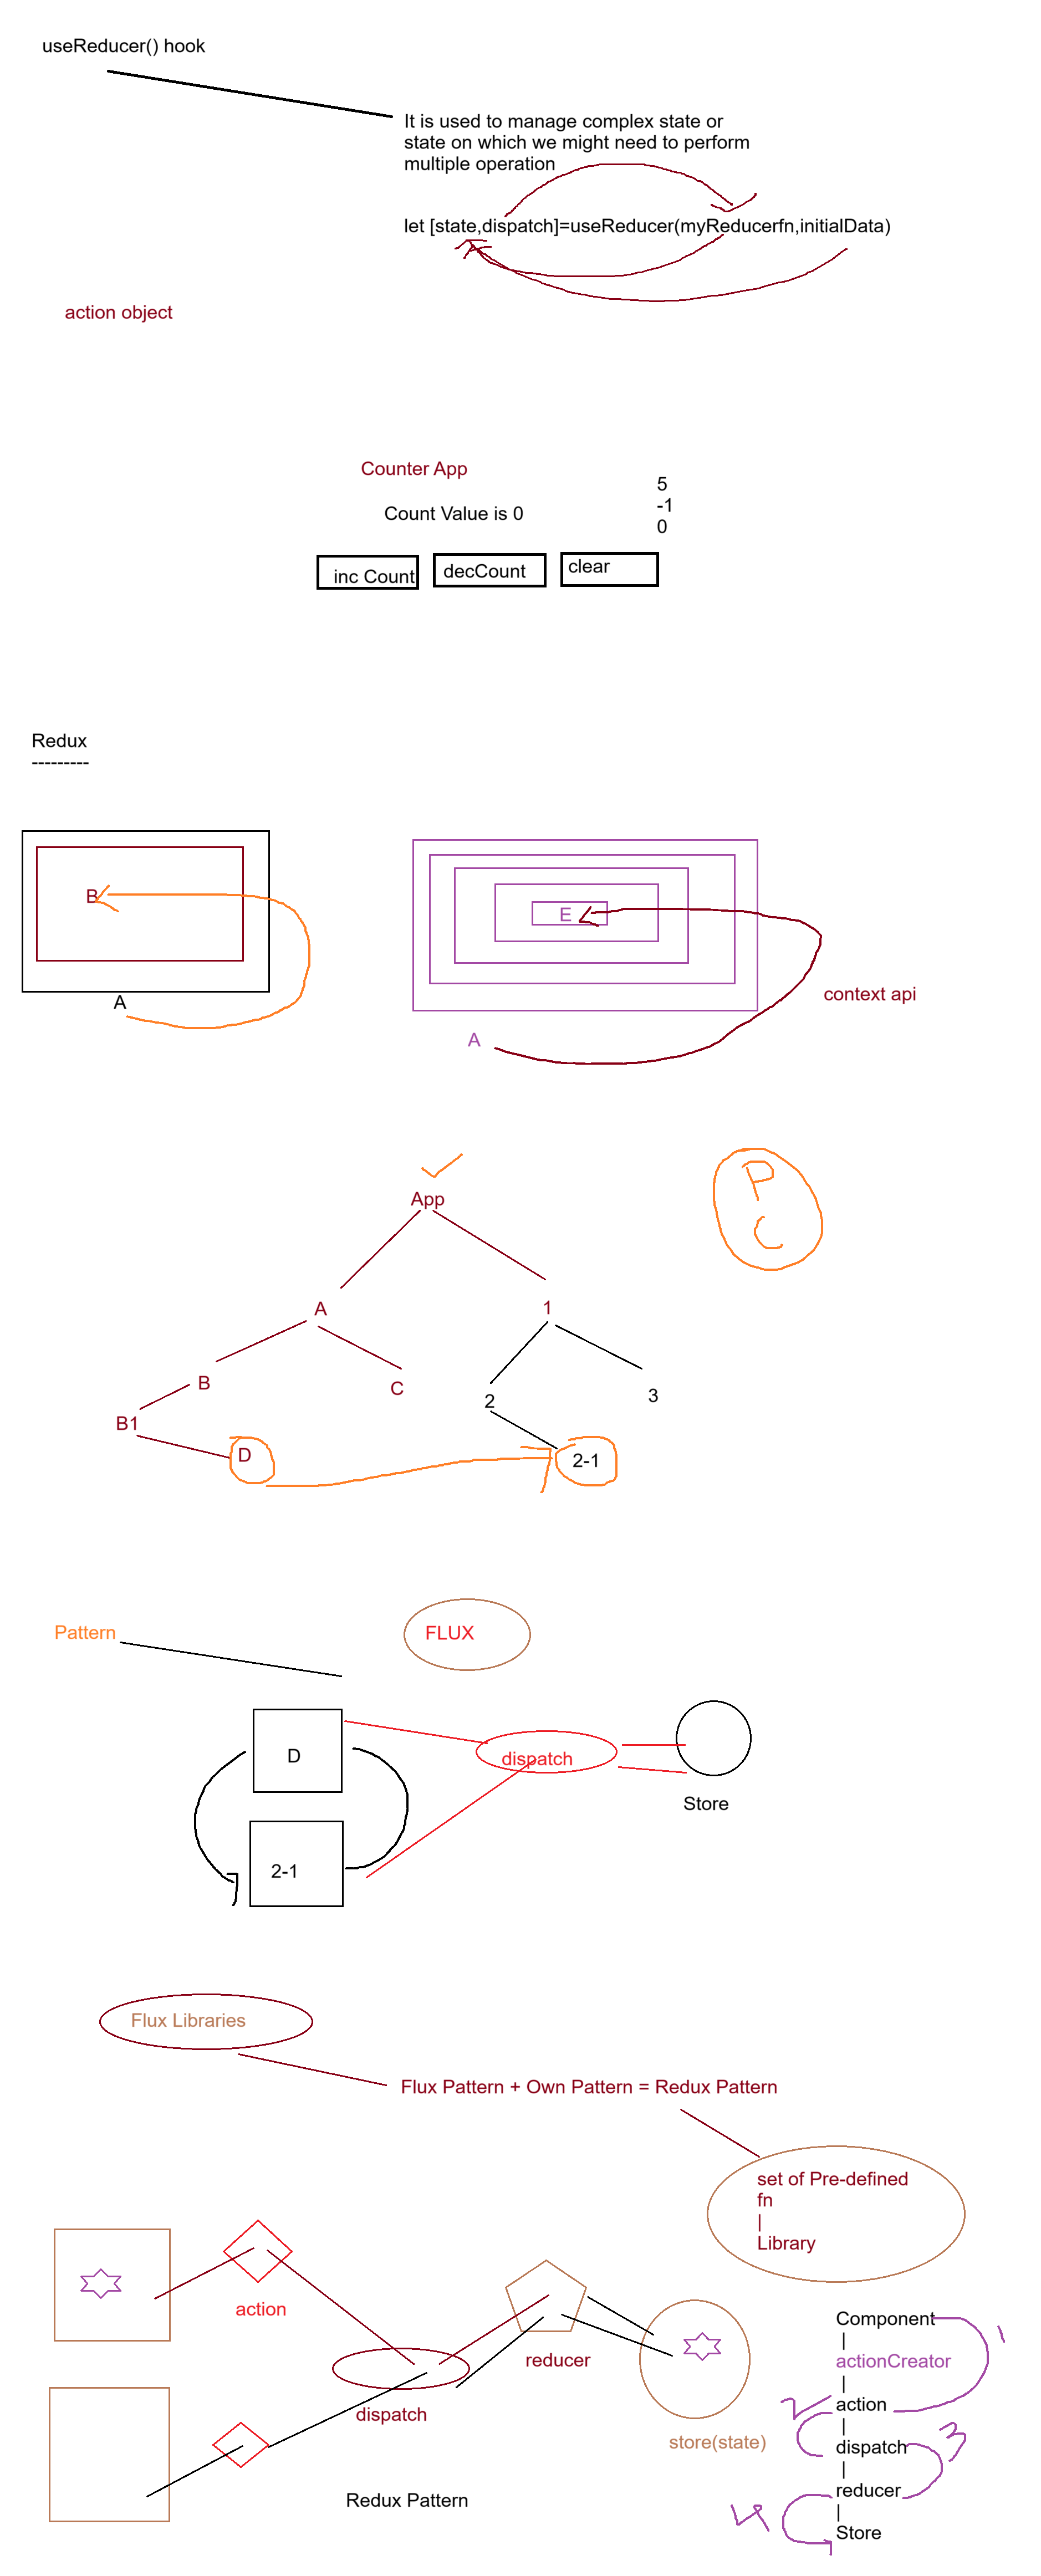 useReducer() hook
It is used to manage complex state or
state on which we might need to perform
multiple operation
let [state,dispatch]=useReducer(myReducerfn,initialData)
action object
Counter App
5
Count Value is 0
-1
0
inc Count
decCount
clear
Redux
---------
B
E
A
context api
A
P
C
App
A
1
B
C
2
3
B1
D
2-1
Pattern
FLUX
D
dispatch
Store
2-1
Flux Libraries
Flux Pattern + Own Pattern = Redux Pattern
set of Pre-defined
fn
|
Library
action
reducer
dispatch
store(state)
Redux Pattern
Component
1
|
actionCreator
|
2
action
|
dispatch
3
|
reducer
4
|
Store